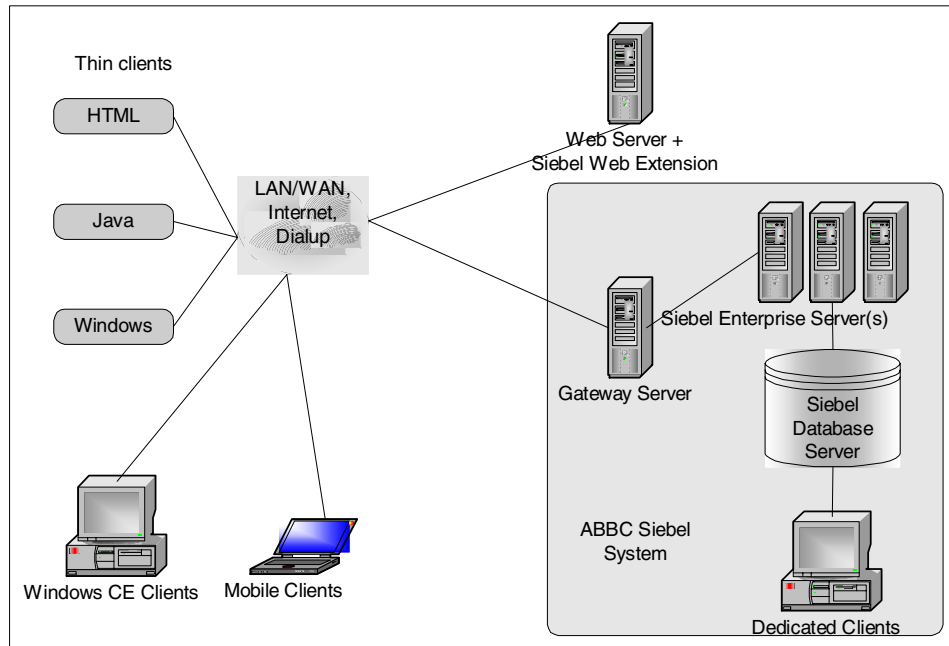 Thin clients
HTML
Java
Windows
LAN/WAN,
Internet,
Dialup
Web Server +
Siebel Web Extension
Siebel Enterprise Server(s)
Gateway Server
Siebel
Database
Server
ABBC Siebel
System
Windows CE Clients
Mobile Clients
Dedicated Clients